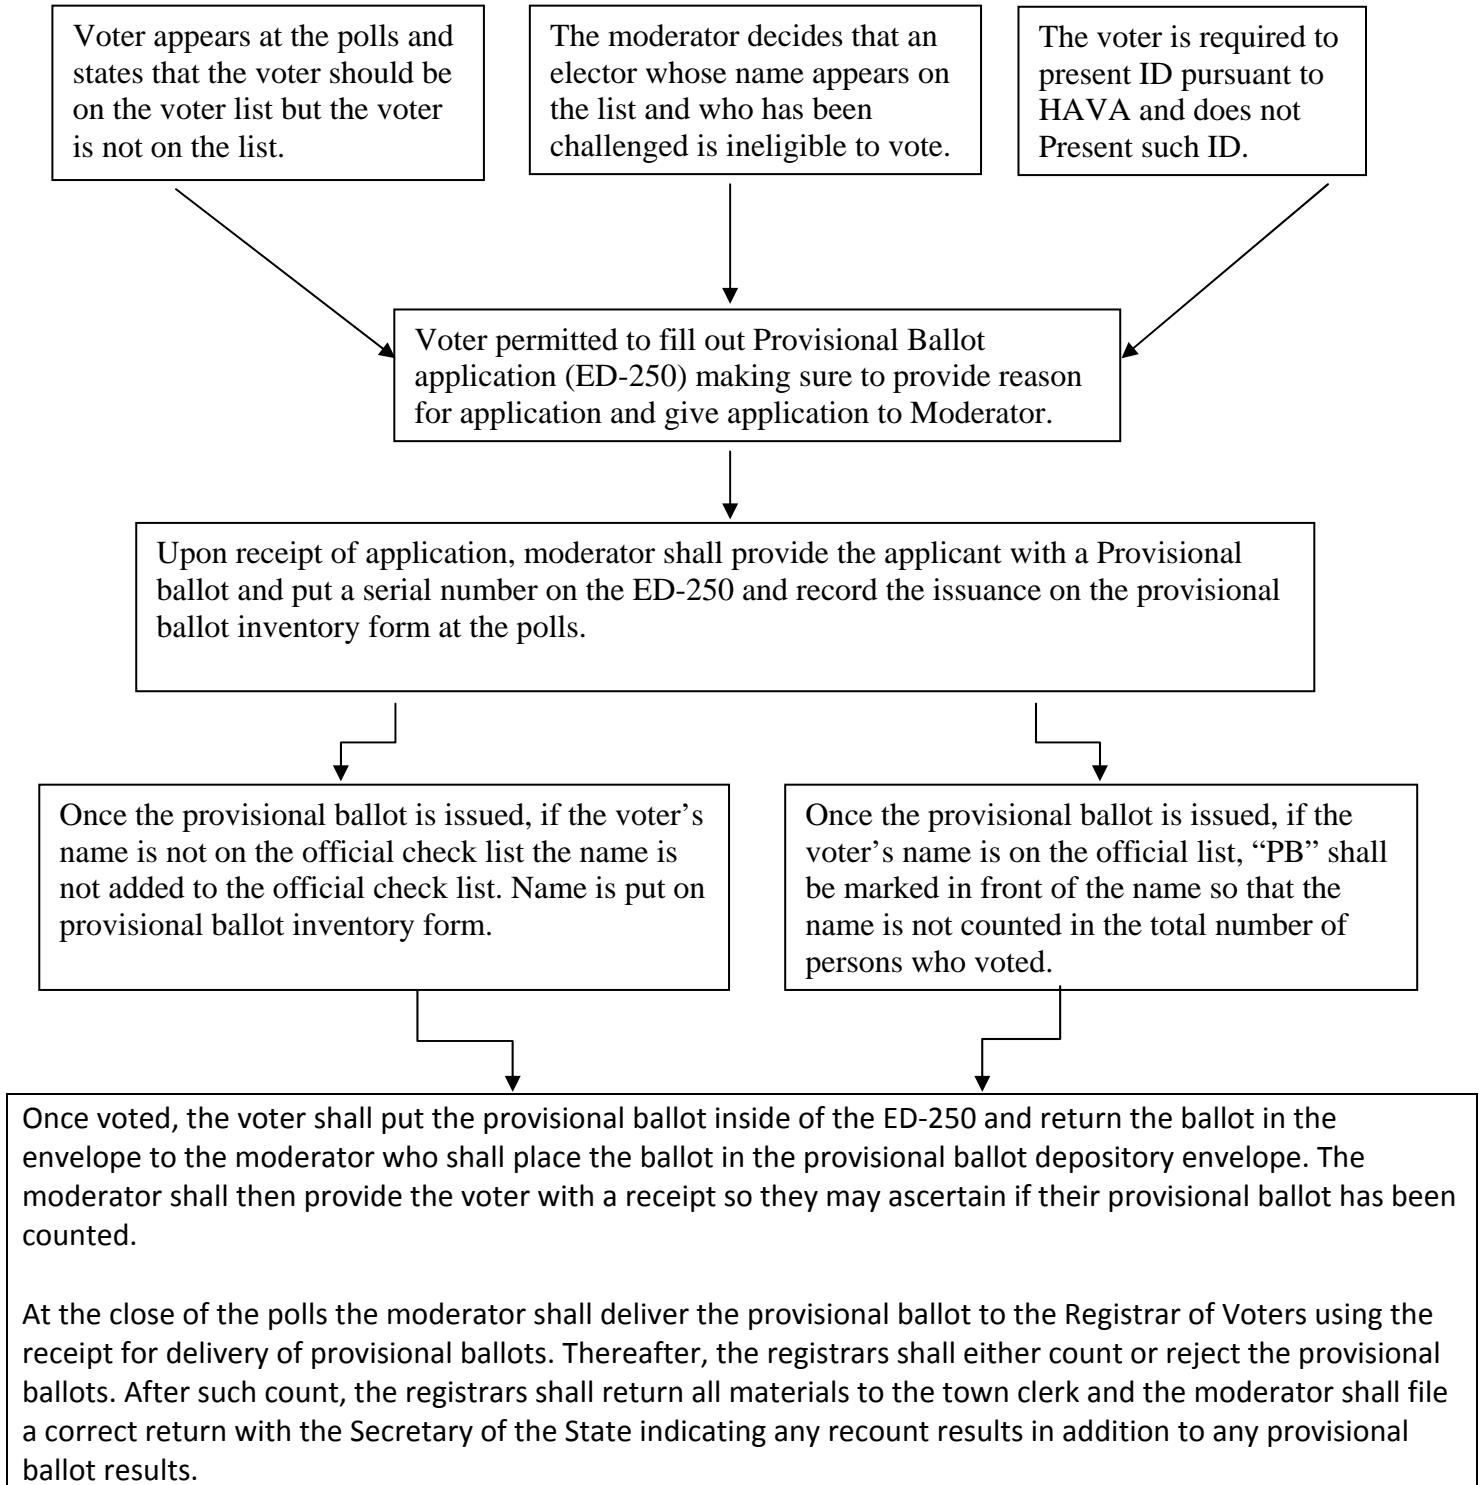 Voter appears at the polls and
states that the voter should be
on the voter list but the voter
is not on the list.
The moderator decides that an
elector whose name appears on
the list and who has been
challenged is ineligible to vote.
The voter is required to
present ID pursuant to
HAVA and does not
Present such ID.
Voter permitted to fill out Provisional Ballot
application (ED-250) making sure to provide reason
for application and give application to Moderator.
Upon receipt of application, moderator shall provide the applicant with a Provisional
ballot and put a serial number on the ED-250 and record the issuance on the provisional
ballot inventory form at the polls.
Once the provisional ballot is issued, if the voter’s
name is not on the official check list the name is
not added to the official check list. Name is put on
provisional ballot inventory form.
Once the provisional ballot is issued, if the
voter’s name is on the official list, “PB” shall
be marked in front of the name so that the
name is not counted in the total number of
persons who voted.
Once voted, the voter shall put the provisional ballot inside of the ED-250 and return the ballot in the
envelope to the moderator who shall place the ballot in the provisional ballot depository envelope. The
moderator shall then provide the voter with a receipt so they may ascertain if their provisional ballot has been
counted.
At the close of the polls the moderator shall deliver the provisional ballot to the Registrar of Voters using the
receipt for delivery of provisional ballots. Thereafter, the registrars shall either count or reject the provisional
ballots. After such count, the registrars shall return all materials to the town clerk and the moderator shall file
a correct return with the Secretary of the State indicating any recount results in addition to any provisional
ballot results.